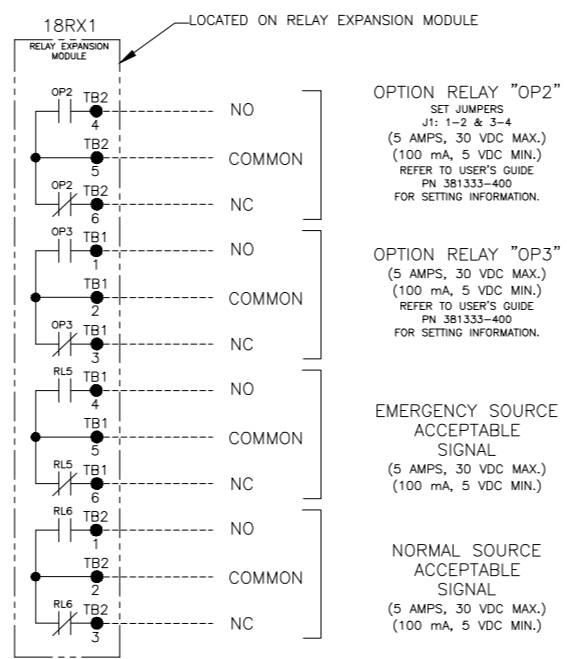 LOCATED ON RELAY EXPANSION MODULE
18RX1
RELAY EXPANSION
MODULE
OP2 TB2 4 NO
TB2 5 COMMON
OP2 TB2 6 NC
OPTION RELAY "OP2"
SET JUMPERS
J1: 1-2 & 3-4
(5 AMPS, 30 VDC MAX.)
(100 mA, 5 VDC MIN.)
REFER TO USER'S GUIDE
PN 381333-400
FOR SETTING INFORMATION.
OP3 TB1 1 NO
TB1 2 COMMON
OP3 TB1 3 NC
OPTION RELAY "OP3"
(5 AMPS, 30 VDC MAX.)
(100 mA, 5 VDC MIN.)
REFER TO USER'S GUIDE
PN 381333-400
FOR SETTING INFORMATION.
RL5 TB1 4 NO
TB1 5 COMMON
RL5 TB1 6 NC
EMERGENCY SOURCE
ACCEPTABLE
SIGNAL
(5 AMPS, 30 VDC MAX.)
(100 mA, 5 VDC MIN.)
RL6 TB2 1 NO
TB2 2 COMMON
RL6 TB2 3 NC
NORMAL SOURCE
ACCEPTABLE
SIGNAL
(5 AMPS, 30 VDC MAX.)
(100 mA, 5 VDC MIN.)